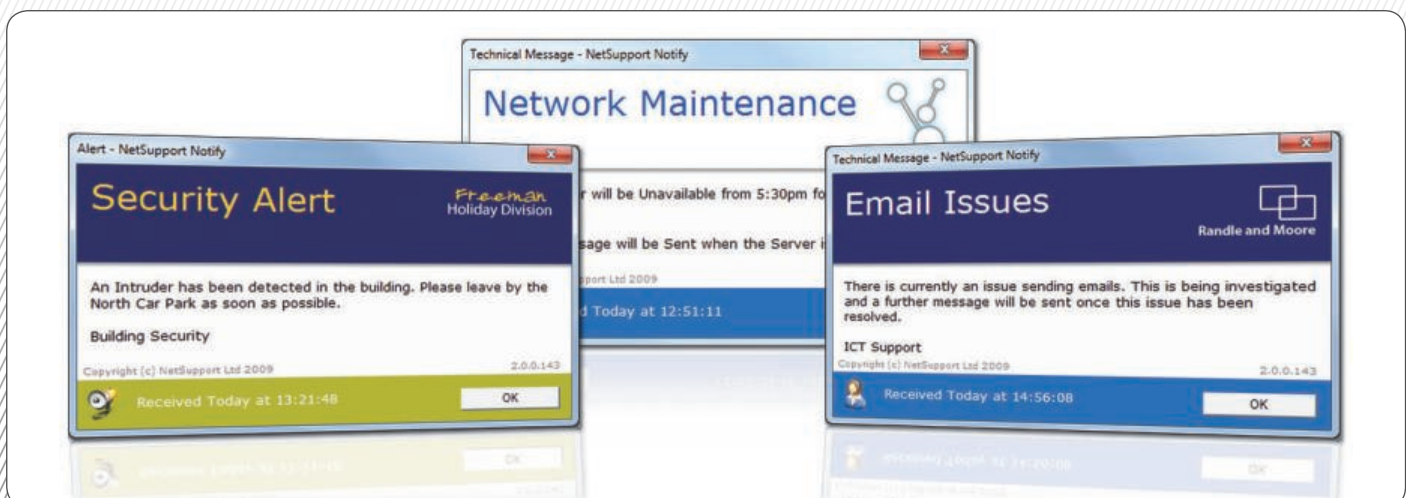 Technical Message - NetSupport Notify
Network Maintenance
r will be Unavailable from 5:30pm fo
sage will be Sent when the Server i
pport Ltd 2009
d Today at 12:51:11
Alert - NetSupport Notify
Security Alert
Freeman
Holiday Division
An Intruder has been detected in the building. Please leave by the
North Car Park as soon as possible.
Building Security
Copyright (c) NetSupport Ltd 2009
2.0.0.143
Received Today at 13:21:48
OK
Technical Message - NetSupport Notify
Email Issues
Randle and Moore
There is currently an issue sending emails. This is being investigated
and a further message will be sent once this issue has been
resolved.
ICT Support
Copyright (c) NetSupport Ltd 2009
2.0.0.143
Received Today at 14:56:08
OK